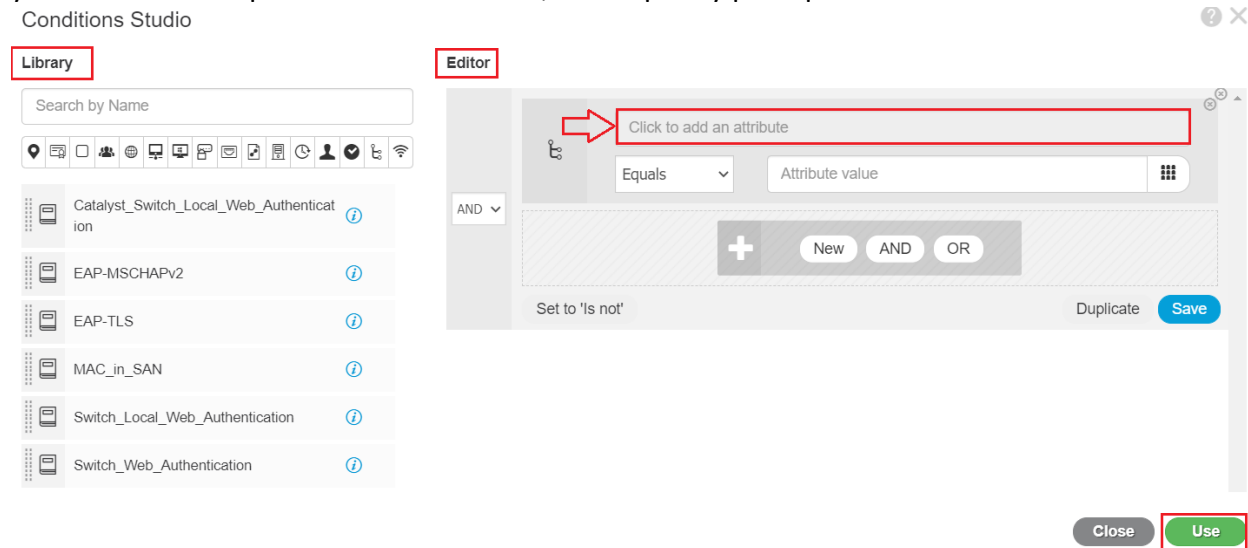 Conditions Studio
Library
Editor
Search by Name
Click to add an attribute
Equals
Attribute value
Catalyst_Switch_Local_Web_Authenticat
ion
AND
New
AND
OR
EAP-MSCHAPv2
Set to 'Is not'
Duplicate
Save
EAP-TLS
MAC_in_SAN
Switch_Local_Web_Authentication
Switch_Web_Authentication
Close
Use